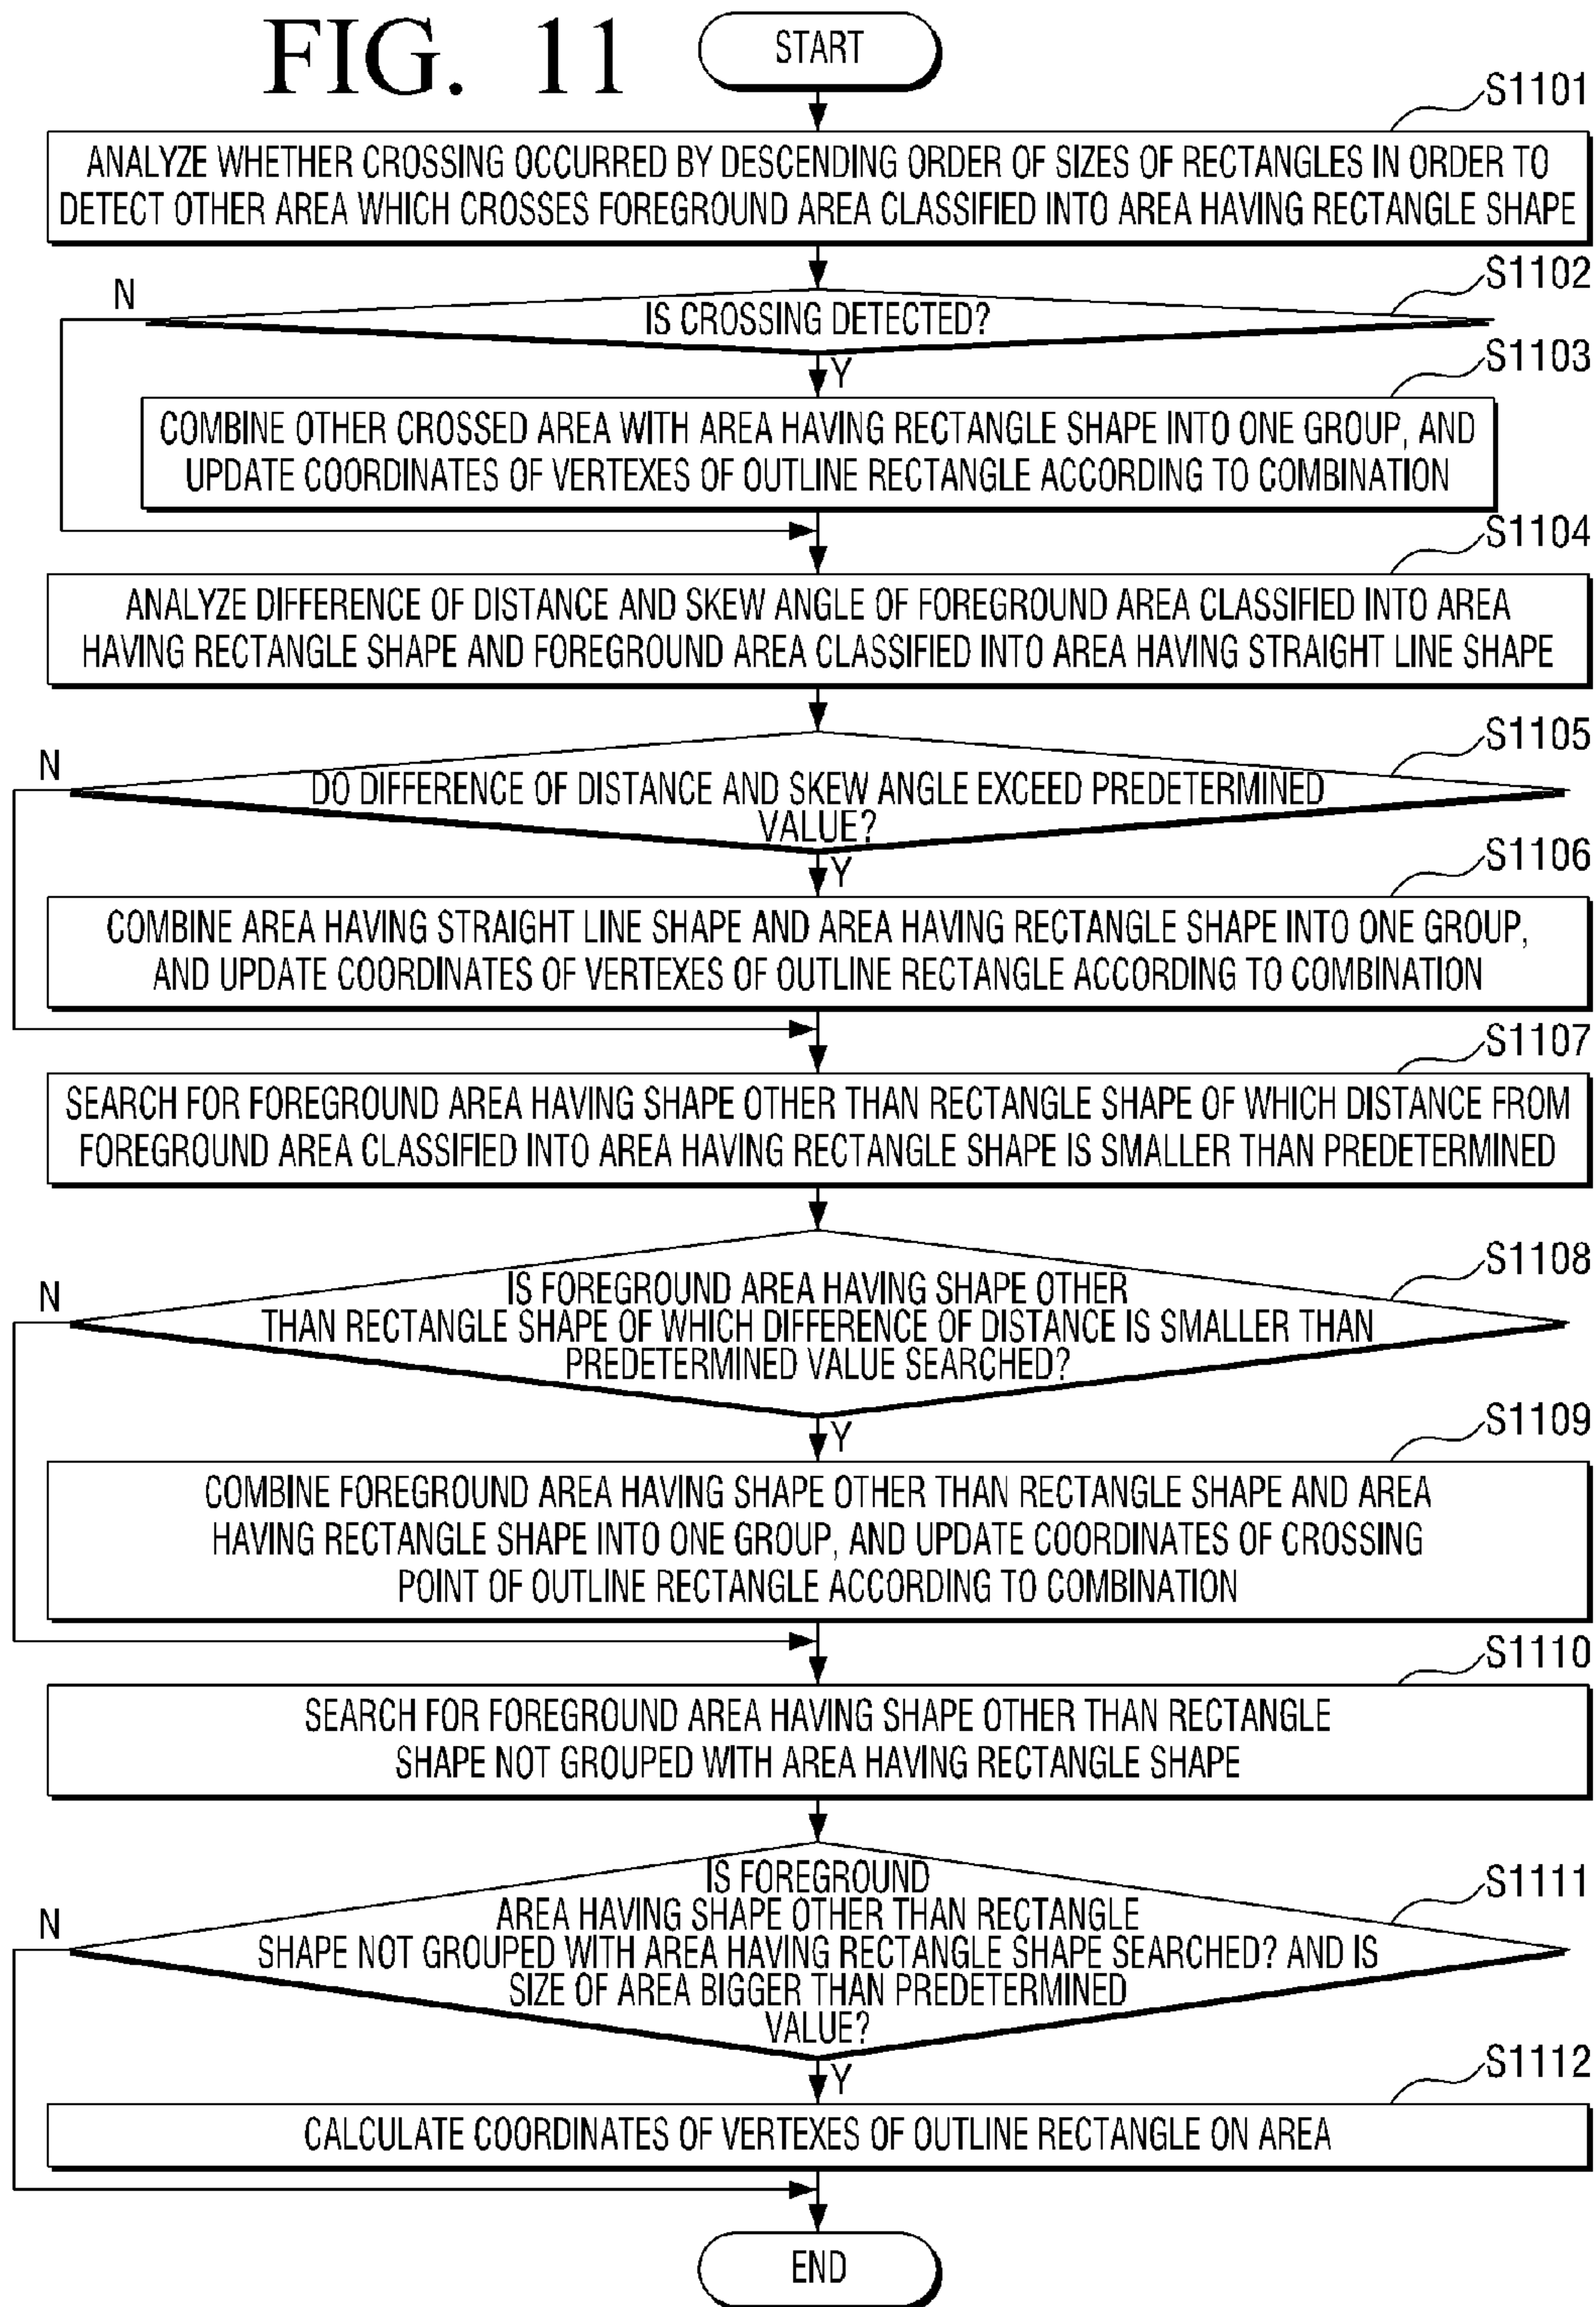 FIG. 11
START
S1101
ANALYZE WHETHER CROSSING OCCURRED BY DESCENDING ORDER OF SIZES OF RECTANGLES IN ORDER TO
DETECT OTHER AREA WHICH CROSSES FOREGROUND AREA CLASSIFIED INTO AREA HAVING RECTANGLE SHAPE
S1102
N
IS CROSSING DETECTED?
Y
S1103
COMBINE OTHER CROSSED AREA WITH AREA HAVING RECTANGLE SHAPE INTO ONE GROUP, AND
UPDATE COORDINATES OF VERTEXES OF OUTLINE RECTANGLE ACCORDING TO COMBINATION
S1104
ANALYZE DIFFERENCE OF DISTANCE AND SKEW ANGLE OF FOREGROUND AREA CLASSIFIED INTO AREA
HAVING RECTANGLE SHAPE AND FOREGROUND AREA CLASSIFIED INTO AREA HAVING STRAIGHT LINE SHAPE
S1105
N
DO DIFFERENCE OF DISTANCE AND SKEW ANGLE EXCEED PREDETERMINED
VALUE?
Y
S1106
COMBINE AREA HAVING STRAIGHT LINE SHAPE AND AREA HAVING RECTANGLE SHAPE INTO ONE GROUP,
AND UPDATE COORDINATES OF VERTEXES OF OUTLINE RECTANGLE ACCORDING TO COMBINATION
S1107
SEARCH FOR FOREGROUND AREA HAVING SHAPE OTHER THAN RECTANGLE SHAPE OF WHICH DISTANCE FROM
FOREGROUND AREA CLASSIFIED INTO AREA HAVING RECTANGLE SHAPE IS SMALLER THAN PREDETERMINED
S1108
N
IS FOREGROUND AREA HAVING SHAPE OTHER
THAN RECTANGLE SHAPE OF WHICH DIFFERENCE OF DISTANCE IS SMALLER THAN
PREDETERMINED VALUE SEARCHED?
Y
S1109
COMBINE FOREGROUND AREA HAVING SHAPE OTHER THAN RECTANGLE SHAPE AND AREA
HAVING RECTANGLE SHAPE INTO ONE GROUP, AND UPDATE COORDINATES OF CROSSING
POINT OF OUTLINE RECTANGLE ACCORDING TO COMBINATION
S1110
SEARCH FOR FOREGROUND AREA HAVING SHAPE OTHER THAN RECTANGLE
SHAPE NOT GROUPED WITH AREA HAVING RECTANGLE SHAPE
S1111
N
IS FOREGROUND
AREA HAVING SHAPE OTHER THAN RECTANGLE
SHAPE NOT GROUPED WITH AREA HAVING RECTANGLE SHAPE SEARCHED? AND IS
SIZE OF AREA BIGGER THAN PREDETERMINED
VALUE?
Y
S1112
CALCULATE COORDINATES OF VERTEXES OF OUTLINE RECTANGLE ON AREA
END